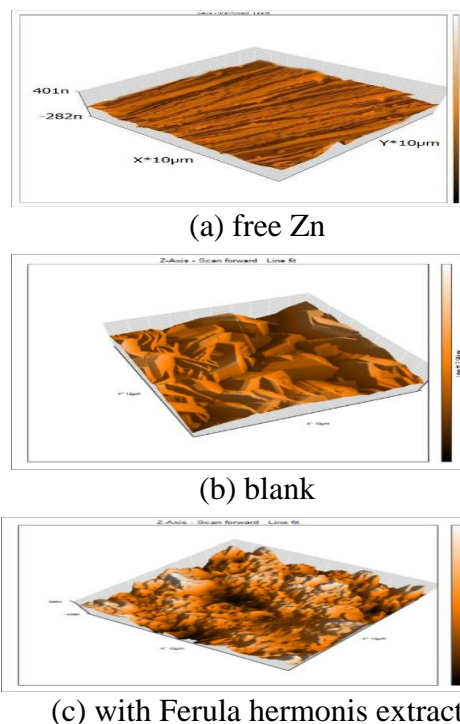 401n
-282n
X*10µm
Y*10µm
(a) free Zn
Z-Axis - Scan forward Line fit
(b) blank
Z-Axis - Scan forward Line fit
(c) with Ferula hermonis extract